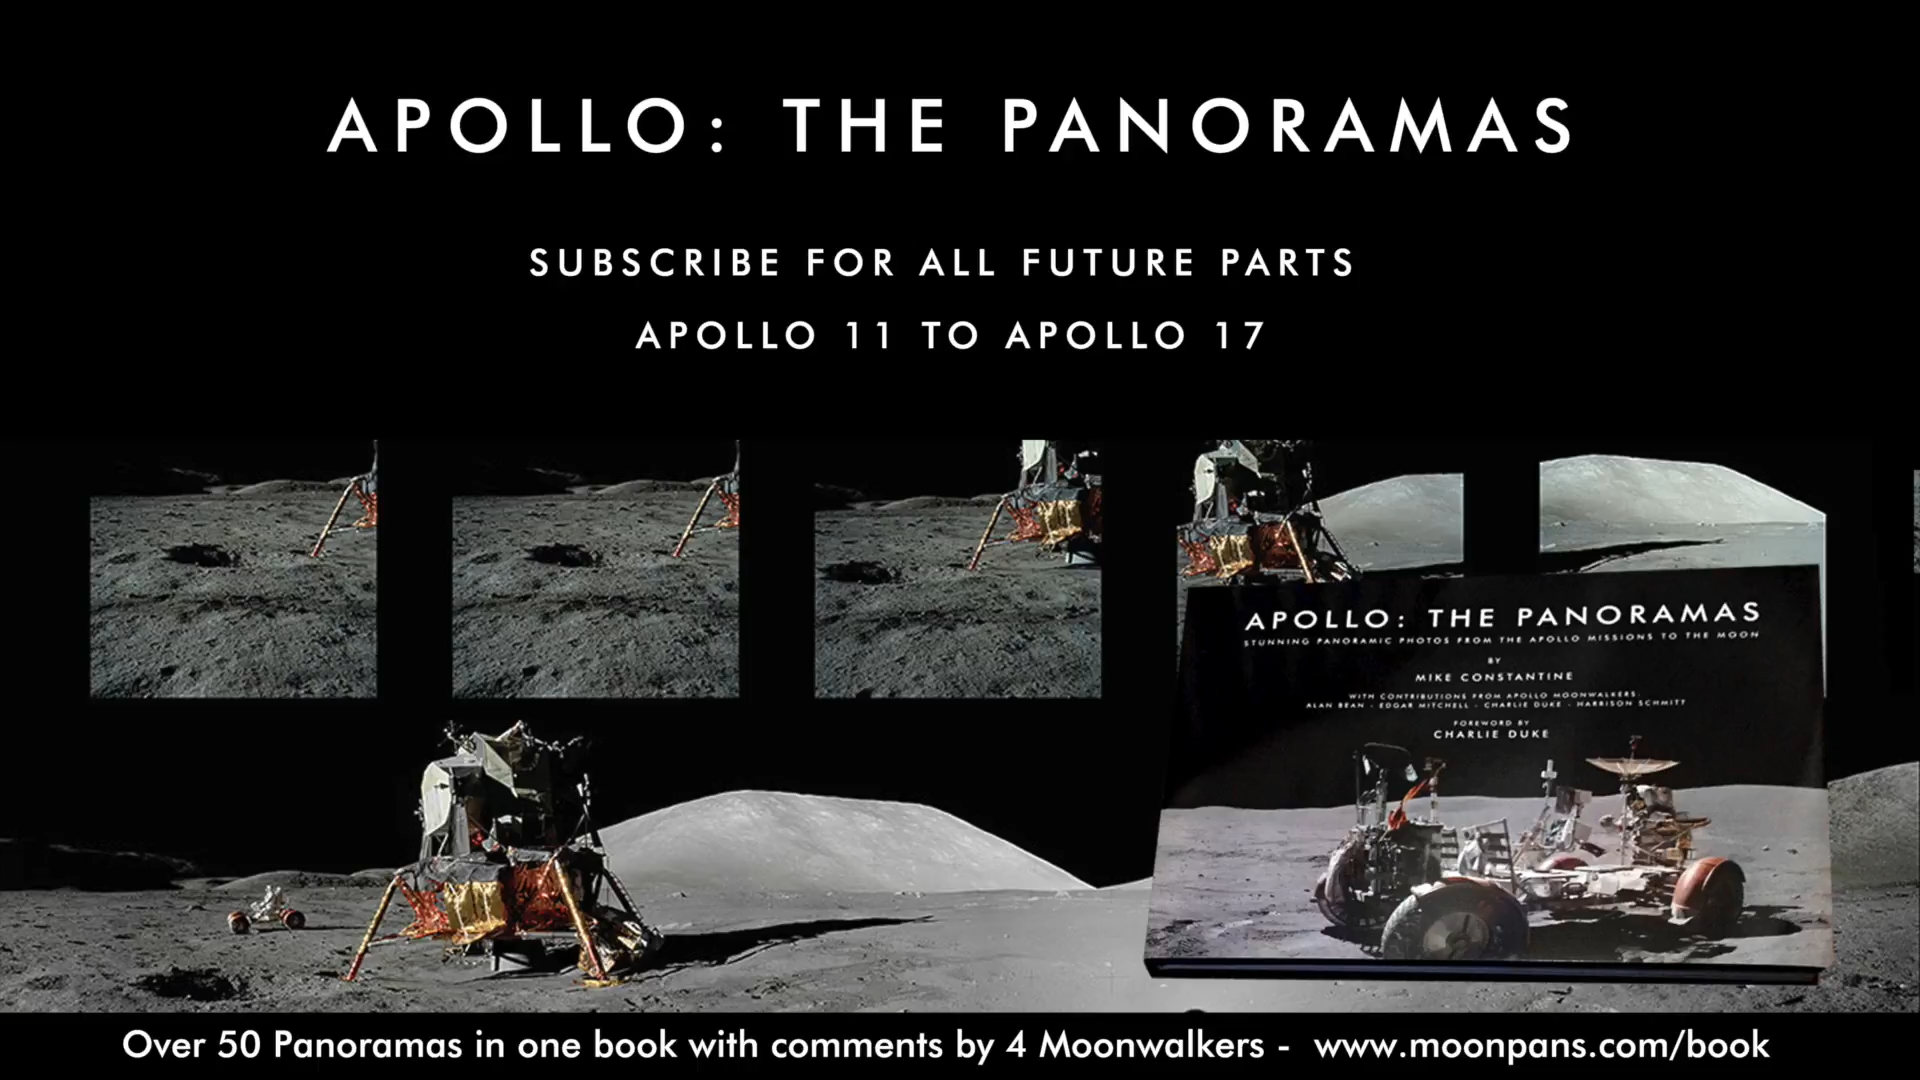 APOLLO: THE PANORAMAS
SUBSCRIBE FOR ALL FUTURE PARTS
APOLLO 11 TO APOLLO 17
APOLLO: THE PANORAMAS
STUNNING PANORAMIC PHOTOS FROM THE APOLLO MISSIONS TO THE MOON
BY
MIKE CONSTANTINE
WITH CONTRIBUTIONS FROM APOLLO MOONWALKERS.
ALAN BEAN - EDGAR MITCHELL - CHARLIE DUKE - HARRISON SCHMITT
FOREWORD BY
CHARLIE DUKE
Over 50 Panoramas in one book with comments by 4 Moonwalkers - www.moonpans.com/book